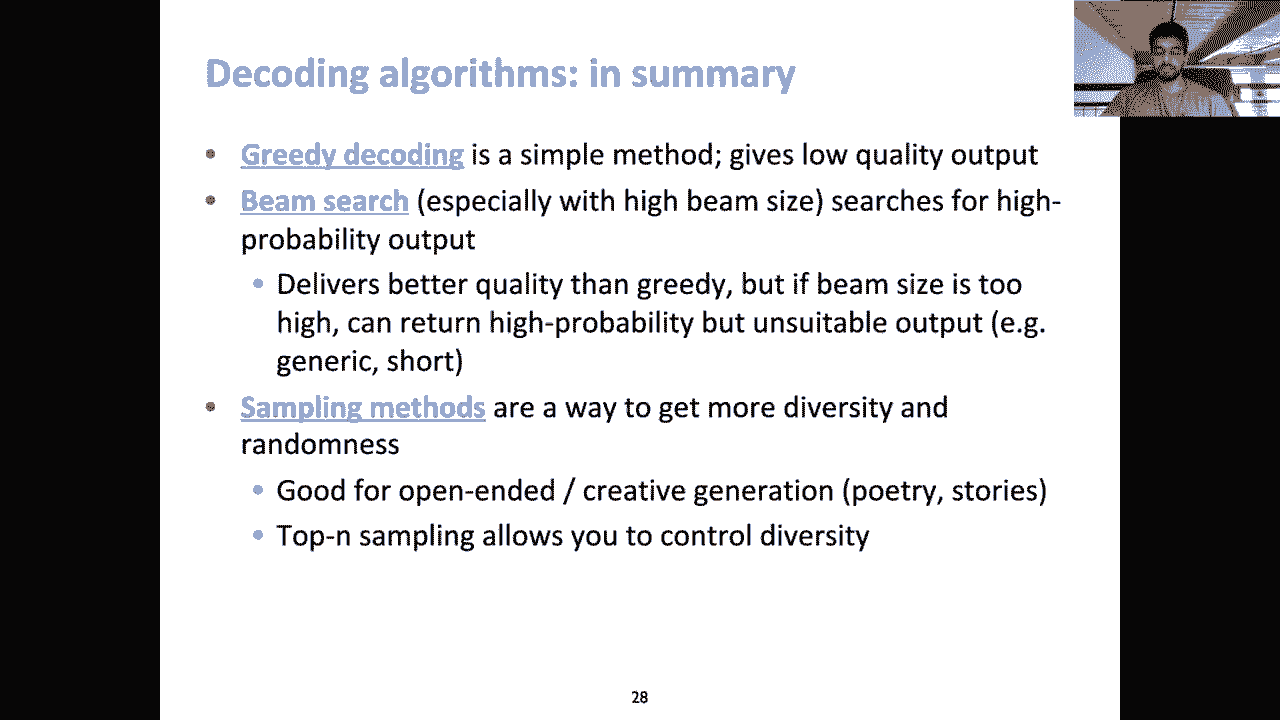 Decoding algorithms: in summary
• Greedy decoding is a simple method; gives low quality output
• Beam search (especially with high beam size) searches for high-
probability output
• Delivers better quality than greedy, but if beam size is too
high, can return high-probability but unsuitable output (e.g.
generic, short)
• Sampling methods are a way to get more diversity and
randomness
• Good for open-ended / creative generation (poetry, stories)
• Top-n sampling allows you to control diversity
28